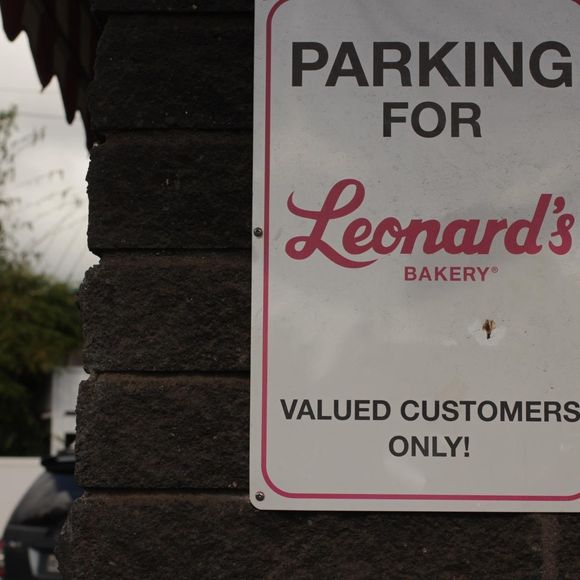 PARKING
FOR
Leonard's
BAKERY®
VALUED CUSTOMERS
ONLY!